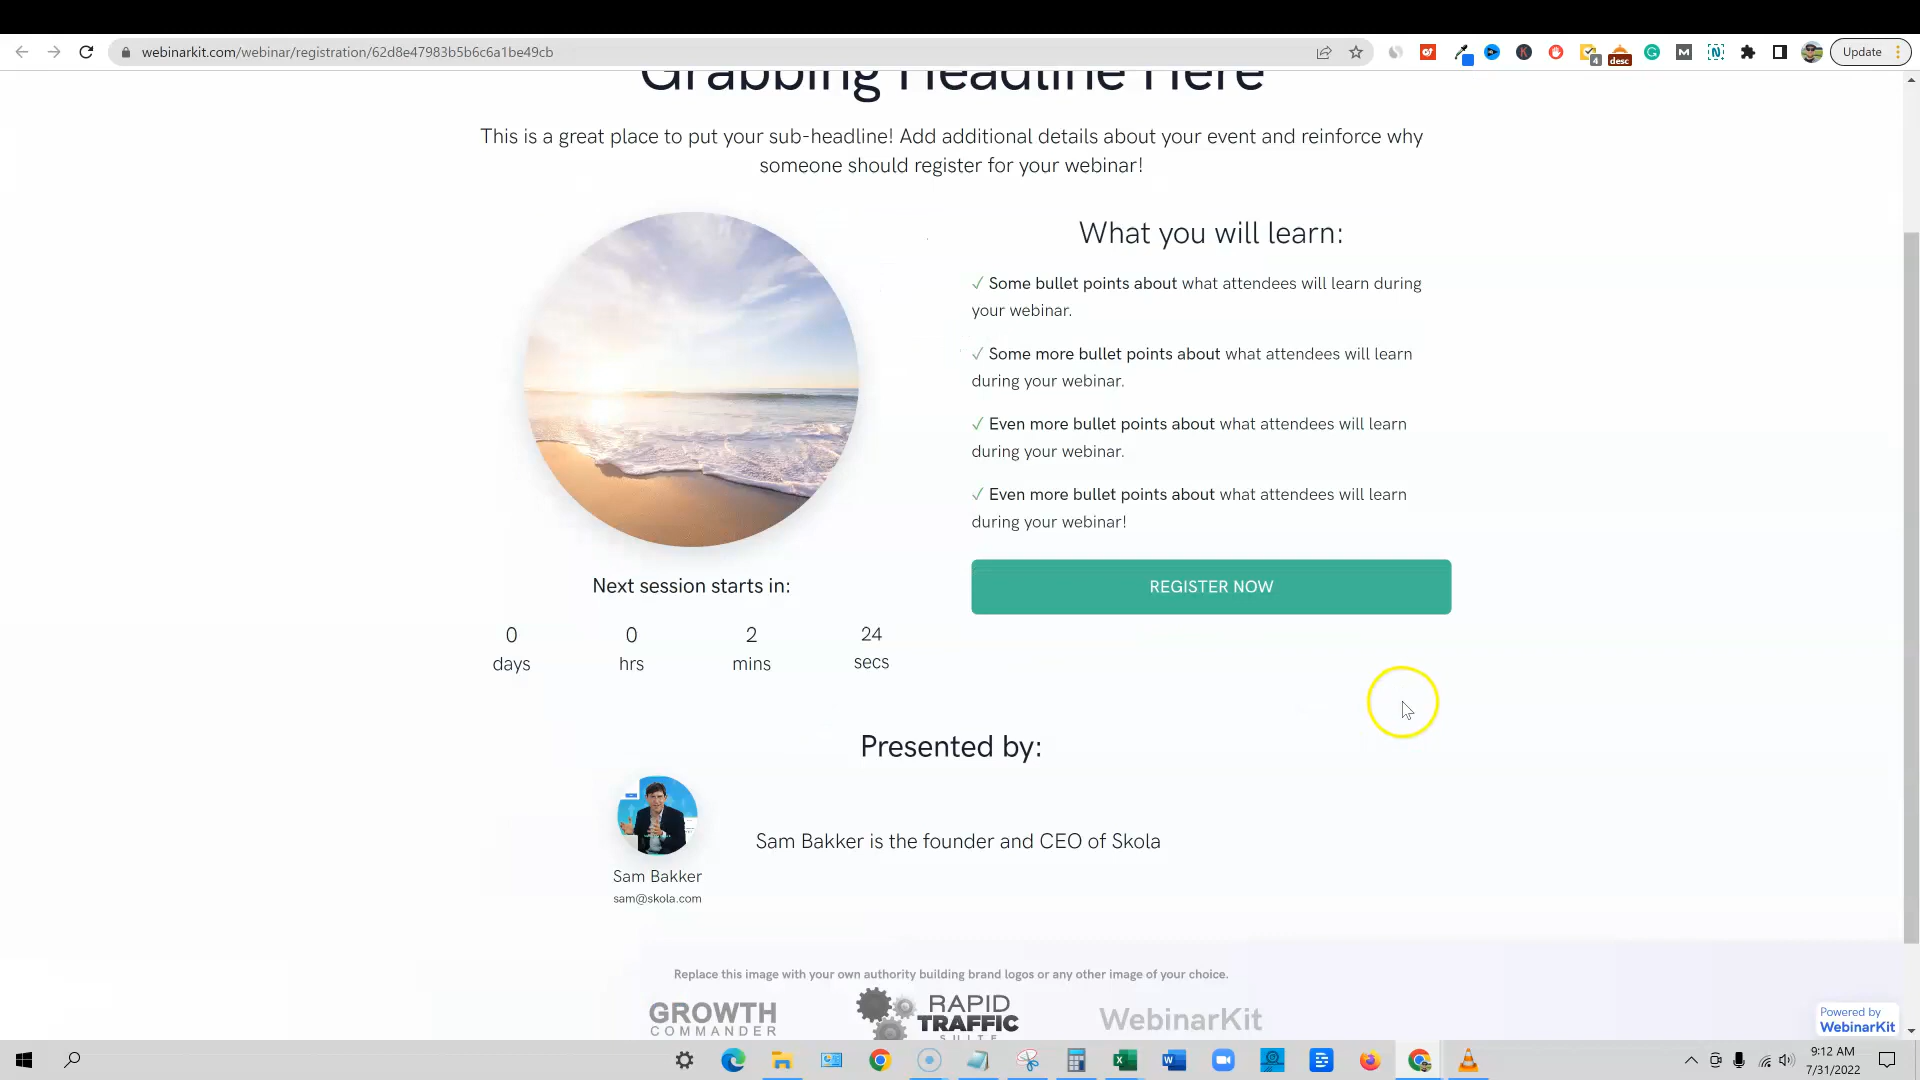 webinarkit.com/webinar/registration/62d8e47983b5b6c6a1be49cb
Update
4
desc
Grabbing Headline Here
This is a great place to put your sub-headline! Add additional details about your event and reinforce why
someone should register for your webinar!
What you will learn:
✓ Some bullet points about what attendees will learn during
your webinar.
✓ Some more bullet points about what attendees will learn
during your webinar.
✓ Even more bullet points about what attendees will learn
during your webinar.
✓ Even more bullet points about what attendees will learn
during your webinar!
REGISTER NOW
Next session starts in:
0 0 2 24
days hrs mins secs
Presented by:
Sam Bakker is the founder and CEO of Skola
Sam Bakker
sam@skola.com
Replace this image with your own authority building brand logos or any other image of your choice.
GROWTH
COMMANDER
RAPID
TRAFFIC
SUITE
WebinarKit
Powered by
WebinarKit
9:12 AM
7/31/2022